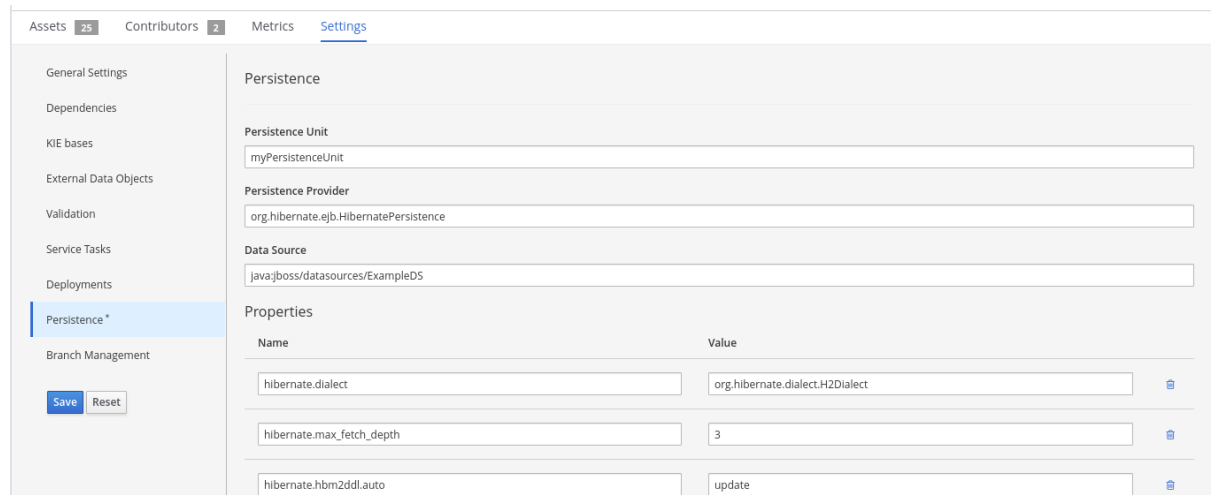 Assets 25 Contributors 2 Metrics Settings
General Settings
Dependencies
KIE bases
External Data Objects
Validation
Service Tasks
Deployments
Persistence *
Branch Management
Save Reset
Persistence
Persistence Unit
myPersistenceUnit
Persistence Provider
org.hibernate.ejb.HibernatePersistence
Data Source
java:jboss/datasources/ExampleDS
Properties
Name Value
hibernate.dialect org.hibernate.dialect.H2Dialect
hibernate.max_fetch_depth 3
hibernate.hbm2ddl.auto update